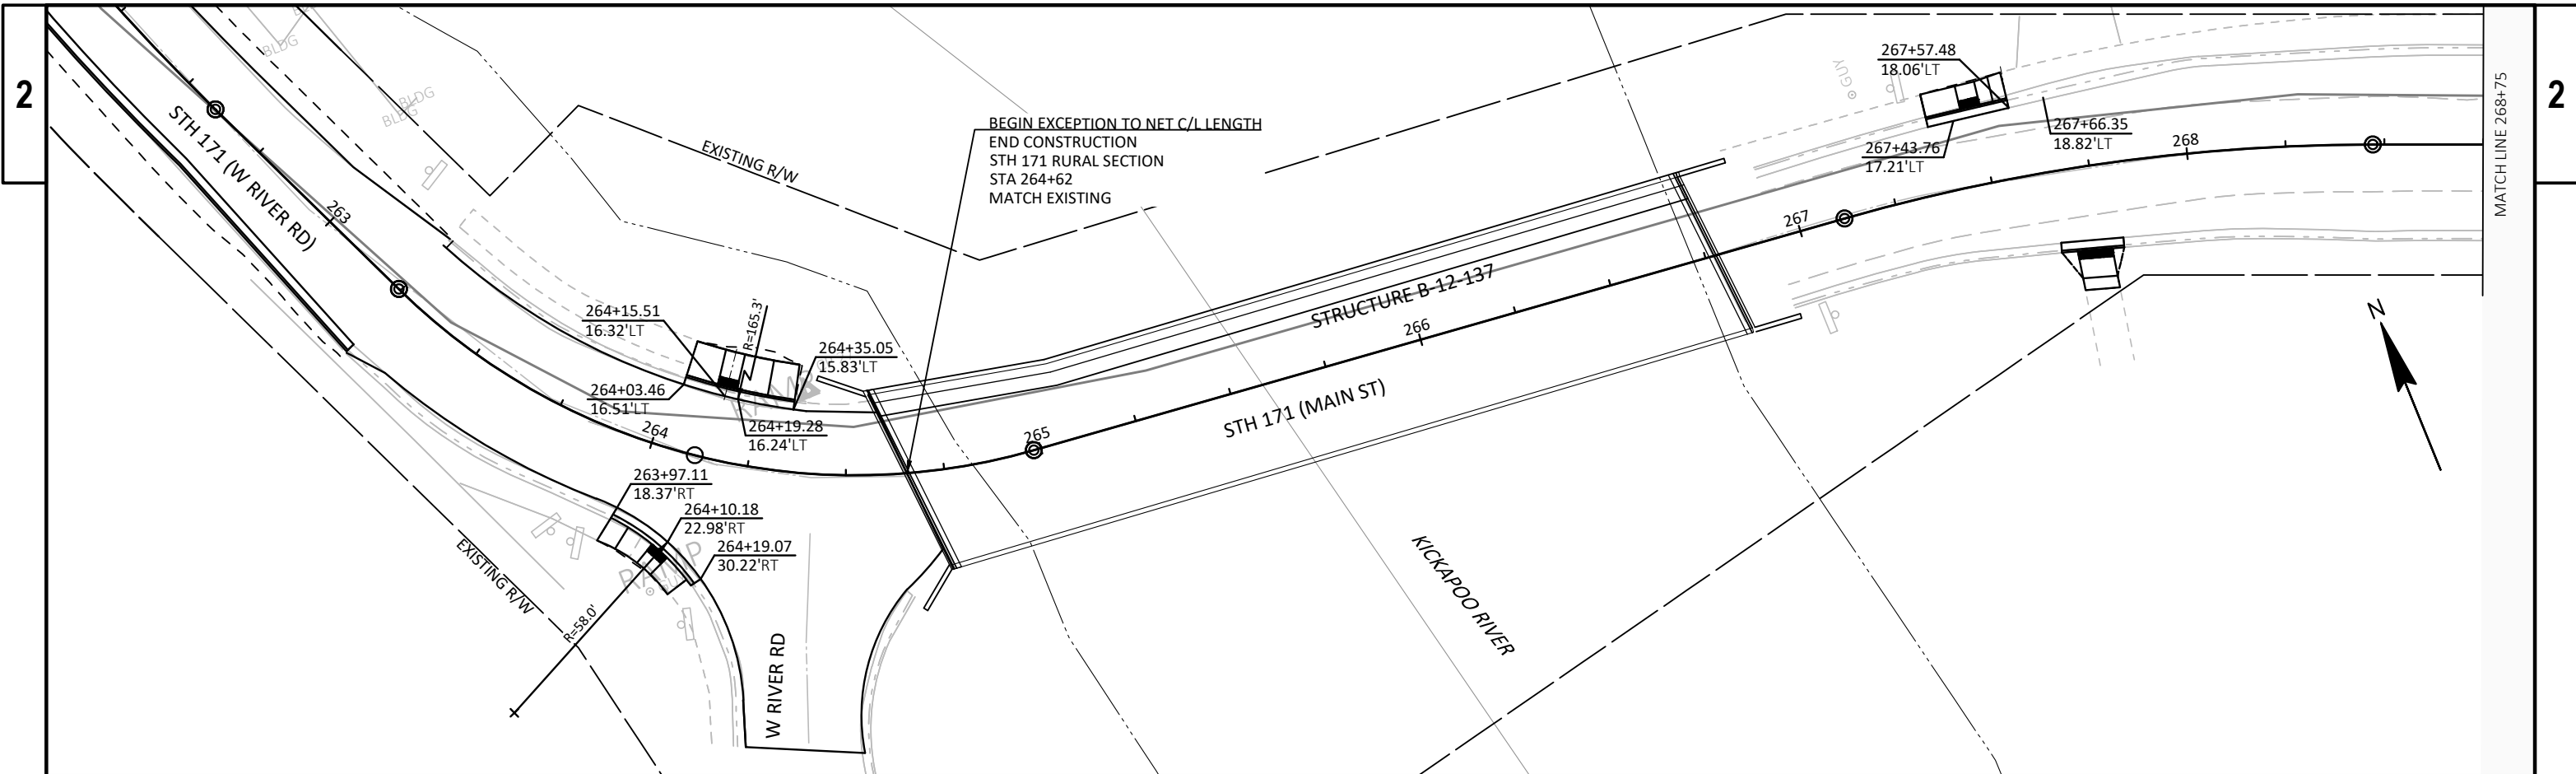 2
BLDG
BLDG
BLDG
STH 171 (W RIVER RD)
263
EXISTING R/W
BEGIN EXCEPTION TO NET C/L LENGTH
END CONSTRUCTION
STH 171 RURAL SECTION
STA 264+62
MATCH EXISTING
GUY
267+57.48
18.06'LT
267+43.76
17.21'LT
267+66.35
18.82'LT
268
MATCH LINE 268+75
2
264+15.51
16.32'LT
R=165.3'
264+35.05
15.83'LT
264+03.46
16.51'LT
264+19.28
16.24'LT
264
265
STRUCTURE B-12-137
266
267
STH 171 (MAIN ST)
N
263+97.11
18.37'RT
264+10.18
22.98'RT
264+19.07
30.22'RT
RAMP
EXISTING R/W
R=58.0'
W RIVER RD
KICKAPOO RIVER